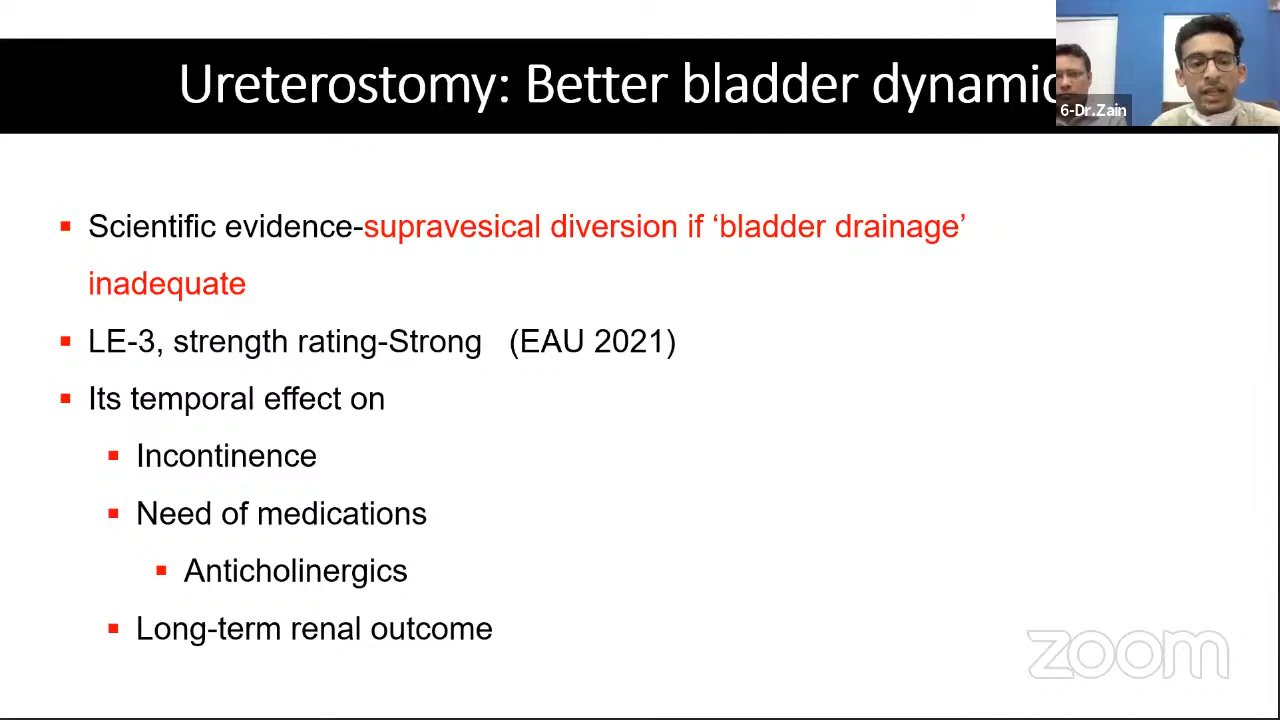 Ureterostomy: Better bladder dynamic
6-Dr.Zain
Scientific evidence-supravesical diversion if ‘bladder drainage’
inadequate
LE-3, strength rating-Strong (EAU 2021)
Its temporal effect on
Incontinence
Need of medications
Anticholinergics
Long-term renal outcome
zoom